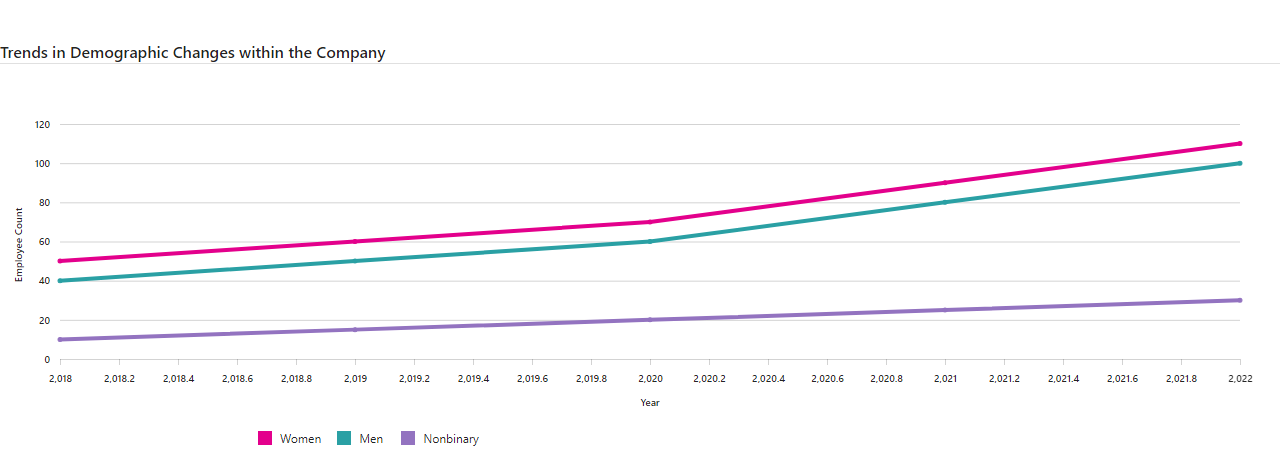 Trends in Demographic Changes within the Company
120
100
80
60
40
20
0
Employee Count
2,018 2,018.2 2,018.4 2,018.6 2,018.8 2,019 2,019.2 2,019.4 2,019.6 2,019.8 2,020 2,020.2 2,020.4 2,020.6 2,020.8 2,021 2,021.2 2,021.4 2,021.6 2,021.8 2,022
Year
Women Men Nonbinary